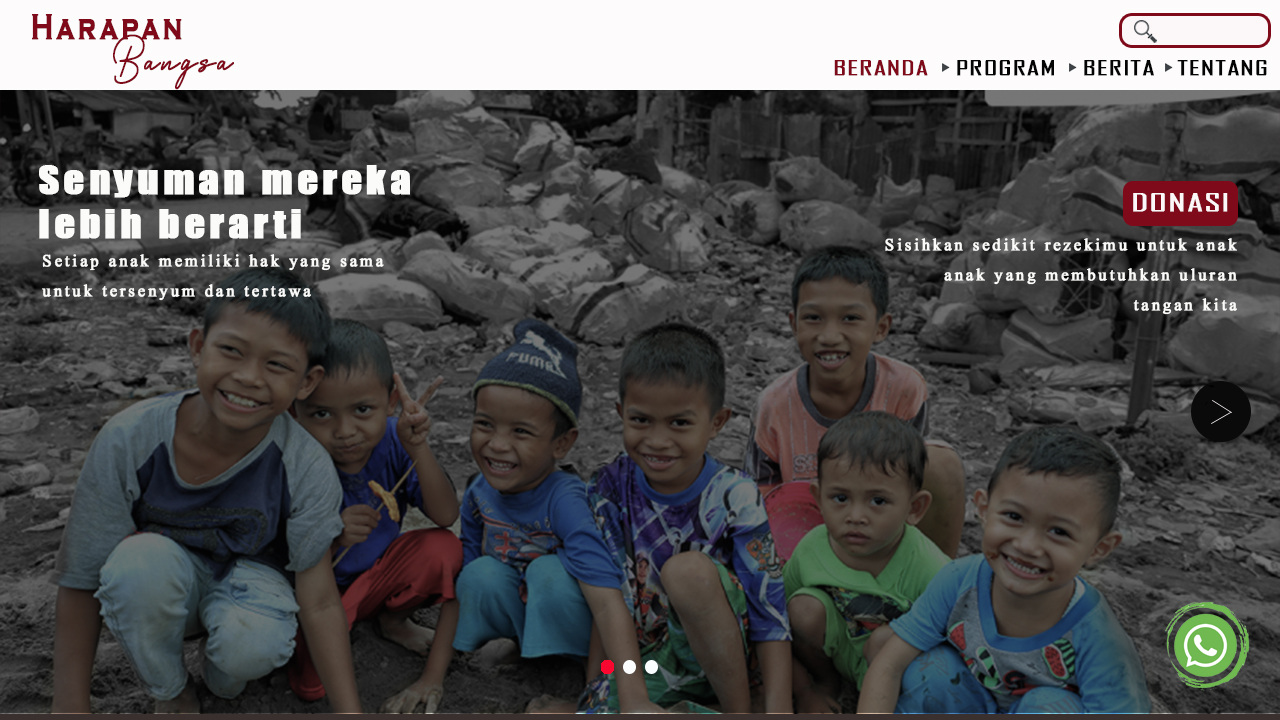 HARAPAN
Bangsa
BERANDA
PROGRAM
BERITA
TENTANG
Senyuman mereka
lebih berarti
Setiap anak memiliki hak yang sama
untuk tersenyum dan tertawa
DONASI
Sisihkan sedikit rezekimu untuk anak
anak yang membutuhkan uluran
tangan kita
PUMA